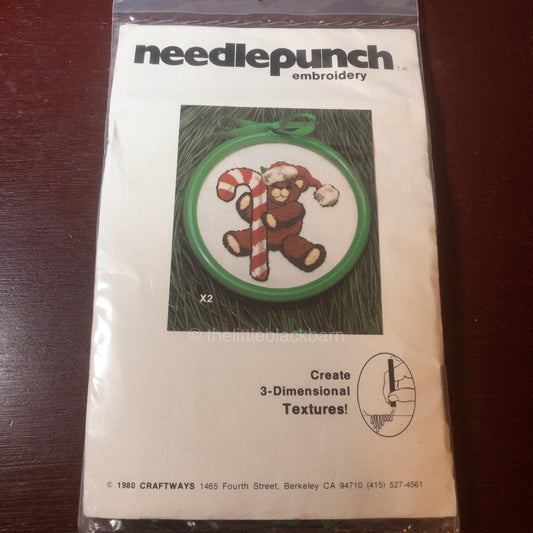 needlepunch T.M.
embroidery
X2
© thelittleblackbarn
Create
3-Dimensional
Textures!
© 1980 CRAFTWAYS 1465 Fourth Street, Berkeley CA 94710 (415) 527-4561